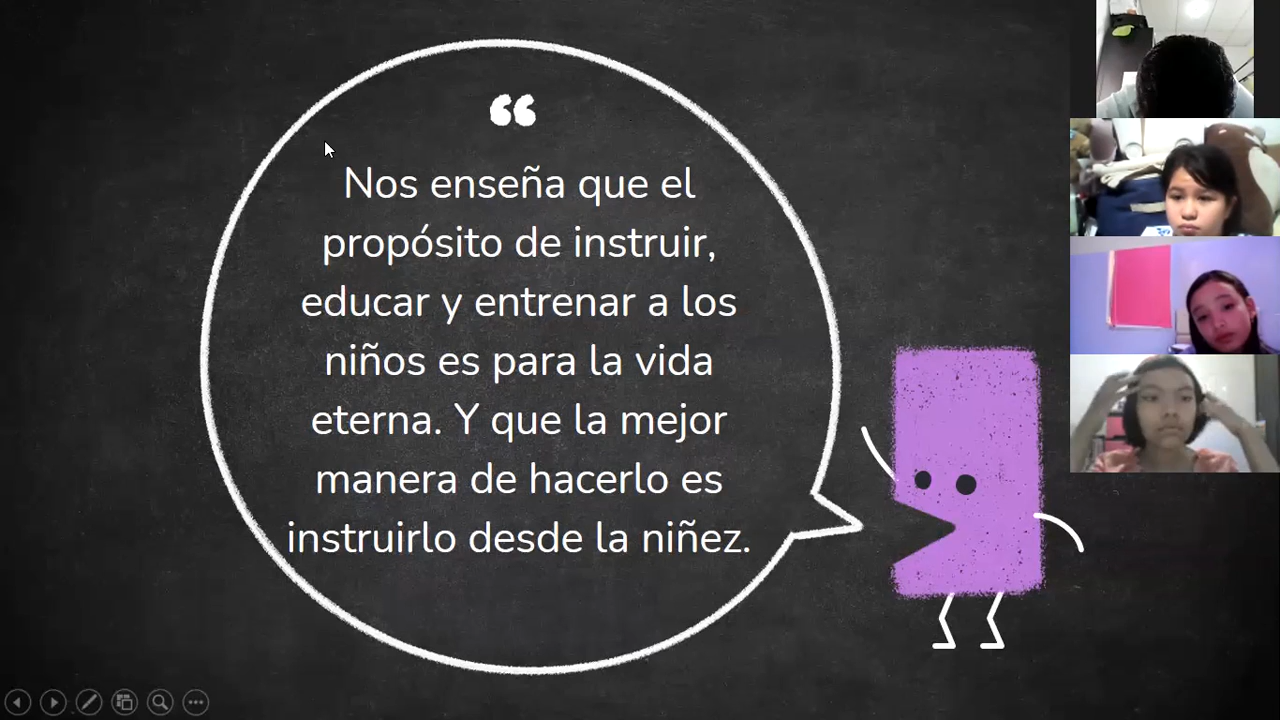 “
Nos enseña que el
propósito de instruir,
educar y entrenar a los
niños es para la vida
eterna. Y que la mejor
manera de hacerlo es
instruirlo desde la niñez.